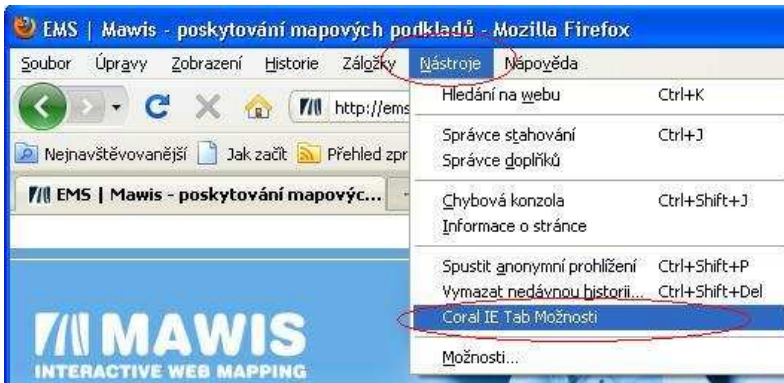 EMS | Mawis - poskytování mapových podkladů - Mozilla Firefox
Soubor Úpravy Zobrazení Historie Záložky Nástroje Nápověda
http://ems
Nejnavštěvovanější Jak začít Přehled zpr
EMS | Mawis - poskytování mapovýc...
Hledání na webu Ctrl+K
Správce stahování Ctrl+J
Správce doplňků
Chybová konzola Ctrl+Shift+J
Informace o stránce
Spustit anonymní prohlížení Ctrl+Shift+P
Vymazat nedávnou historii... Ctrl+Shift+Del
Coral IE Tab Možnosti
Možnosti...
MAWIS
INTERACTIVE WEB MAPPING